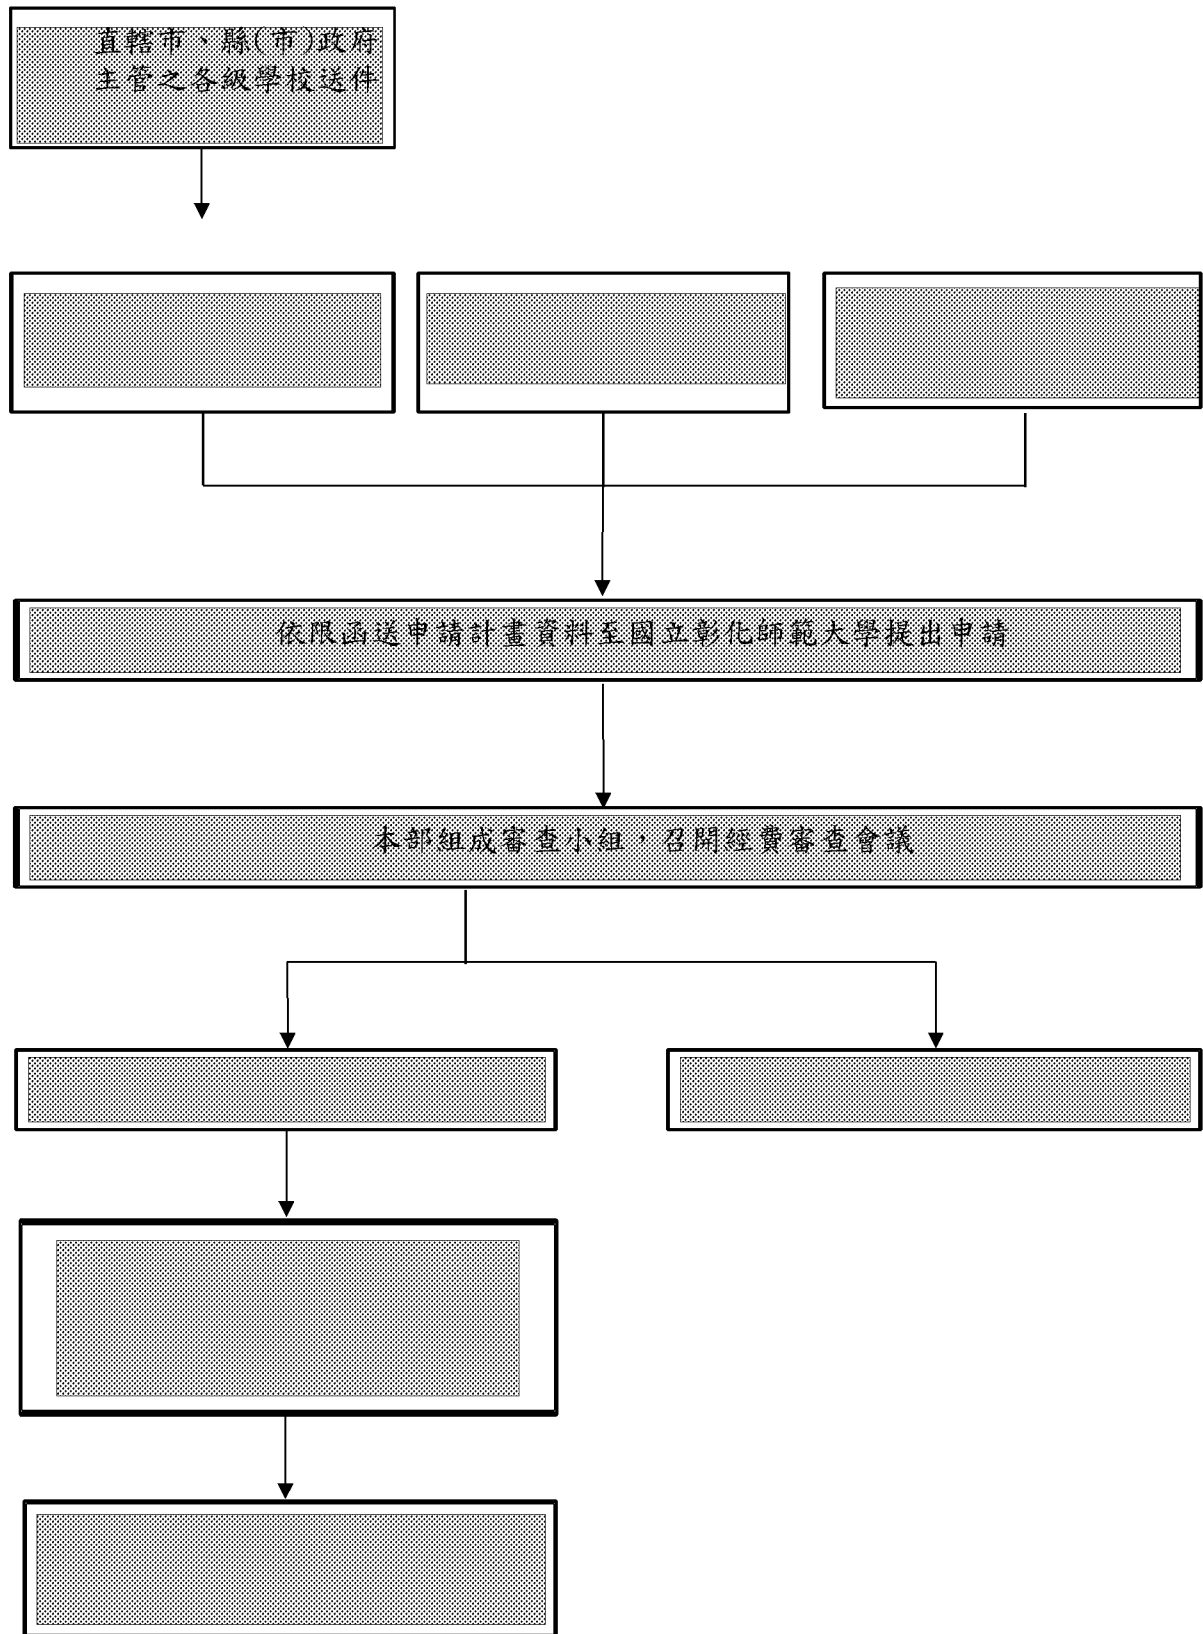 直轄市、縣(市)政府
主管之各級學校送件
依限函送申請計畫資料至國立彰化師範大學提出申請
本部組成審查小組，召開經費審查會議